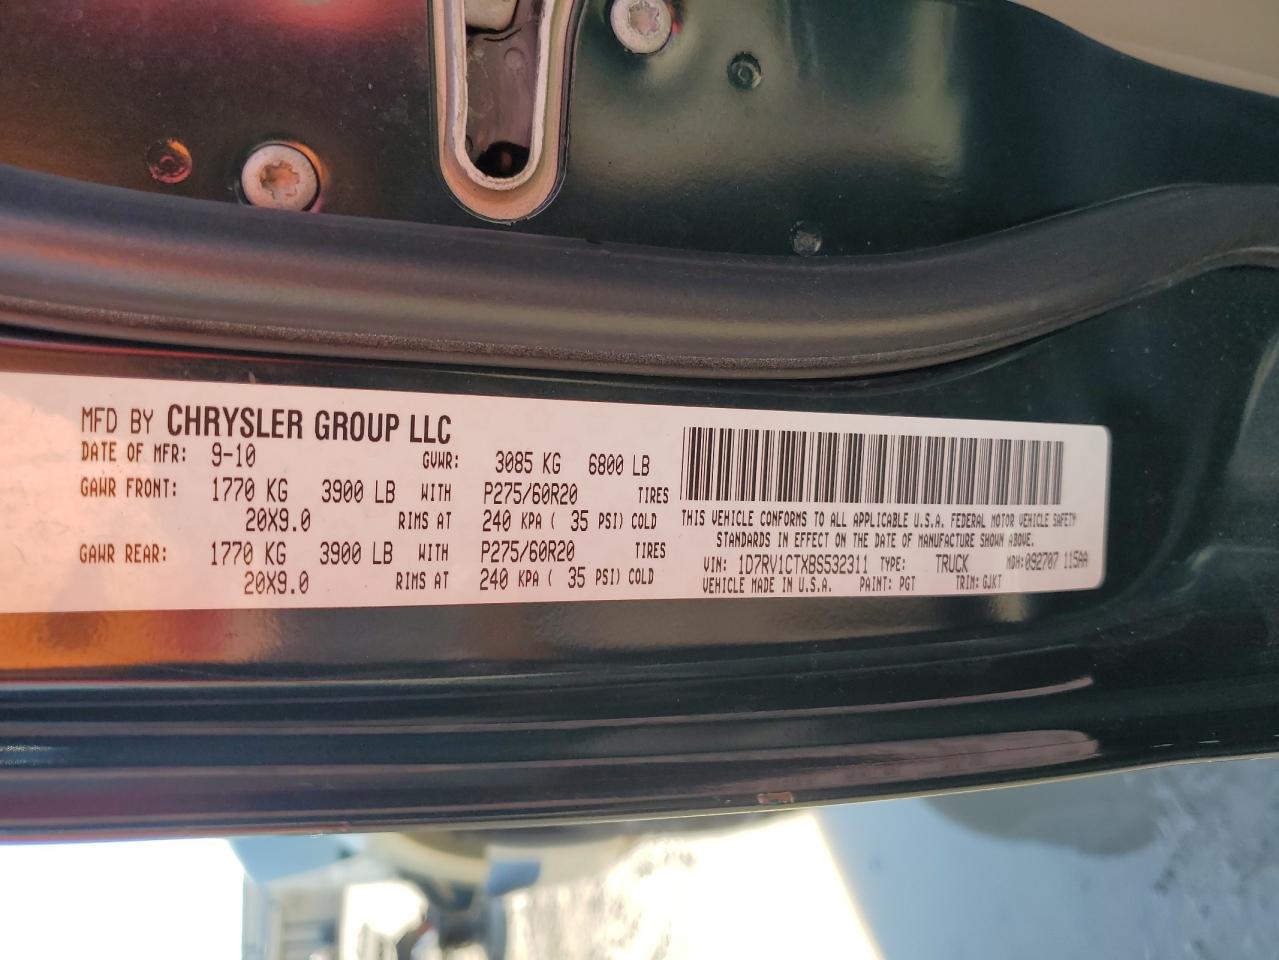 MFD BY CHRYSLER GROUP LLC
DATE OF MFR: 9-10 GVWR: 3085 KG 6800 LB
GAWR FRONT: 1770 KG 3900 LB WITH P275/60R20 TIRES
20X9.0 RIMS AT 240 KPA ( 35 PSI) COLD
GAWR REAR: 1770 KG 3900 LB WITH P275/60R20 TIRES
20X9.0 RIMS AT 240 KPA ( 35 PSI) COLD
THIS VEHICLE CONFORMS TO ALL APPLICABLE U.S.A. FEDERAL MOTOR VEHICLE SAFETY
STANDARDS IN EFFECT ON THE DATE OF MANUFACTURE SHOWN ABOVE.
VIN: 1D7RV1CTXBS532311 TYPE: TRUCK MDH: 092707 115AA
VEHICLE MADE IN U.S.A. PAINT: PGT TRIM: GJKT